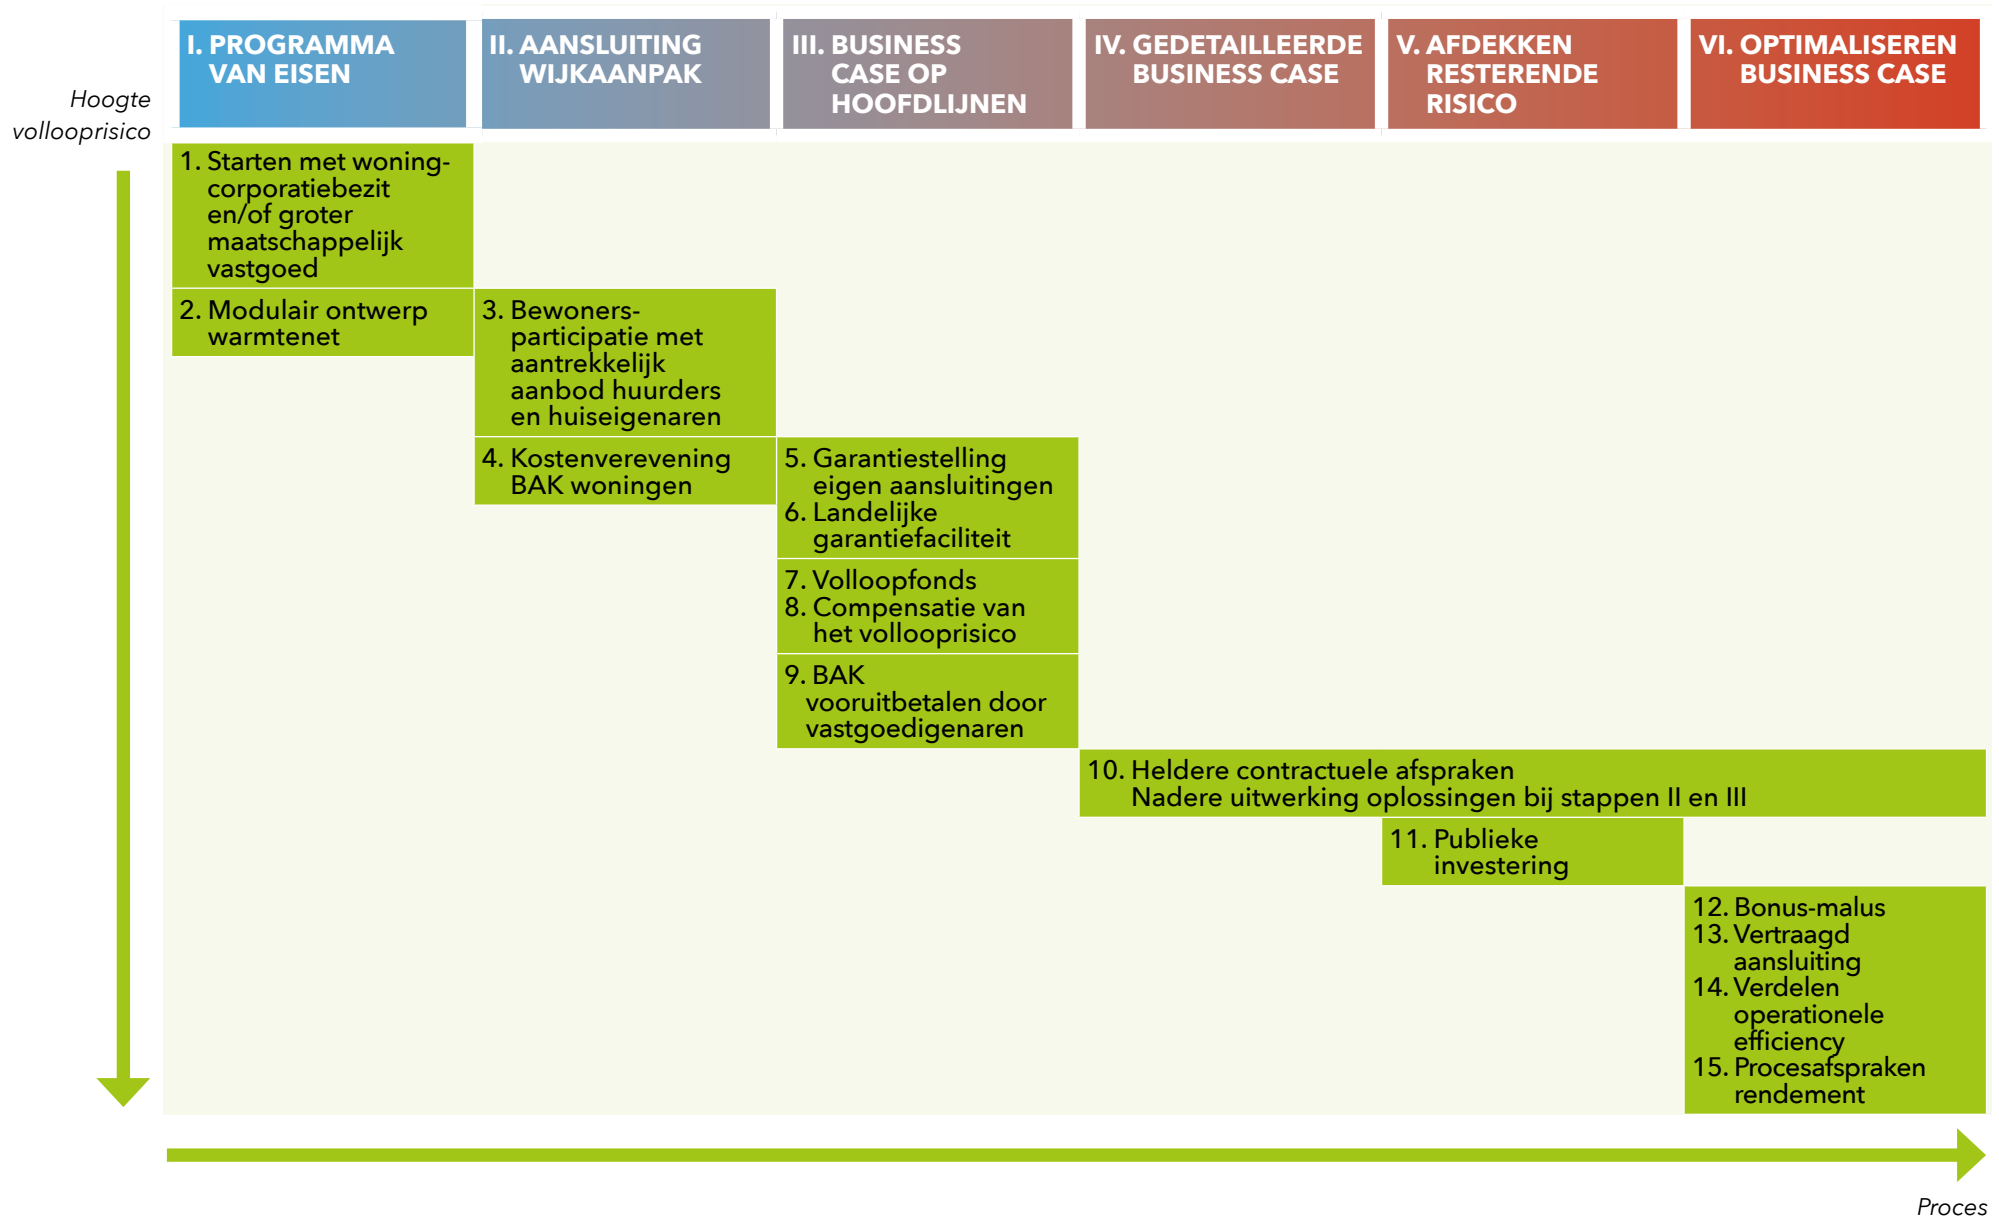 Hoogte
vollooprisico
I. PROGRAMMA
VAN EISEN
II. AANSLUITING
WIJKAANPAK
III. BUSINESS
CASE OP
HOOFDLIJNEN
IV. GEDETAILLEERDE
BUSINESS CASE
V. AFDEKKEN
RESTERENDE
RISICO
VI. OPTIMALISEREN
BUSINESS CASE
1. Starten met woning-
corporatiebezit
en/of groter
maatschappelijk
vastgoed
2. Modulair ontwerp
warmtenet
3. Bewoners-
participatie met
aantrekkelijk
aanbod huurders
en huiseigenaren
4. Kostenverevening
BAK woningen
5. Garantiestelling
eigen aansluitingen
6. Landelijke
garantiefaciliteit
7. Volloopfonds
8. Compensatie van
het vollooprisico
9. BAK
vooruitbetalen door
vastgoedigenaren
10. Heldere contractuele afspraken
Nadere uitwerking oplossingen bij stappen II en III
11. Publieke
investering
12. Bonus-malus
13. Vertraagd
aansluiting
14. Verdelen
operationele
efficiency
15. Procesafspraken
rendement
Proces